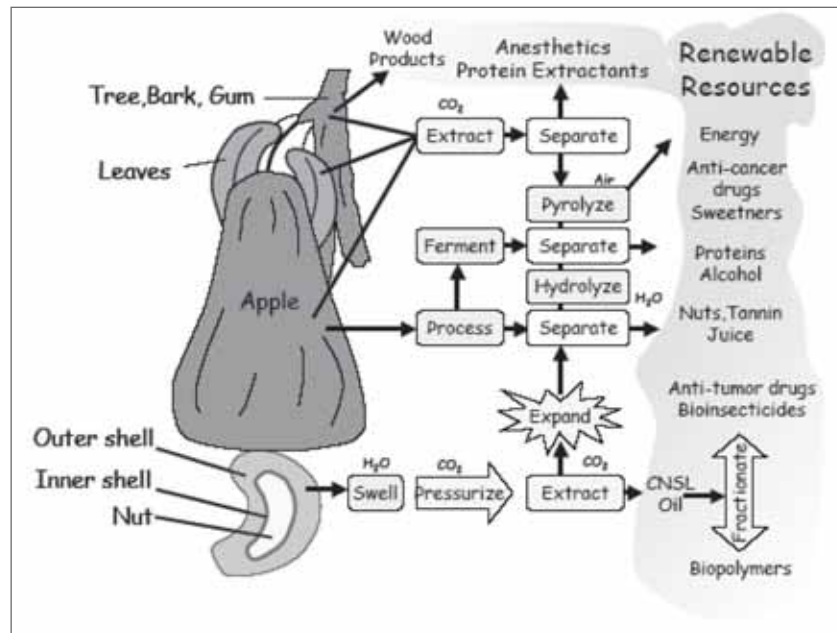 Wood
Products
Anesthetics
Protein Extractants
Renewable
Resources
Tree,Bark, Gum
CO₂
Extract
Separate
Energy
Leaves
Anti-cancer
drugs
Sweetners
Air
Pyrolyze
Ferment
Separate
Proteins
Alcohol
Hydrolyze
H₂O
Apple
Process
Separate
Nuts,Tannin
Juice
Expand
Anti-tumor drugs
Bioinsecticides
Outer shell
Inner shell
Nut
H₂O
Swell
CO₂
Pressurize
CO₂
Extract
CNSL
Oil
Fractionate
Biopolymers